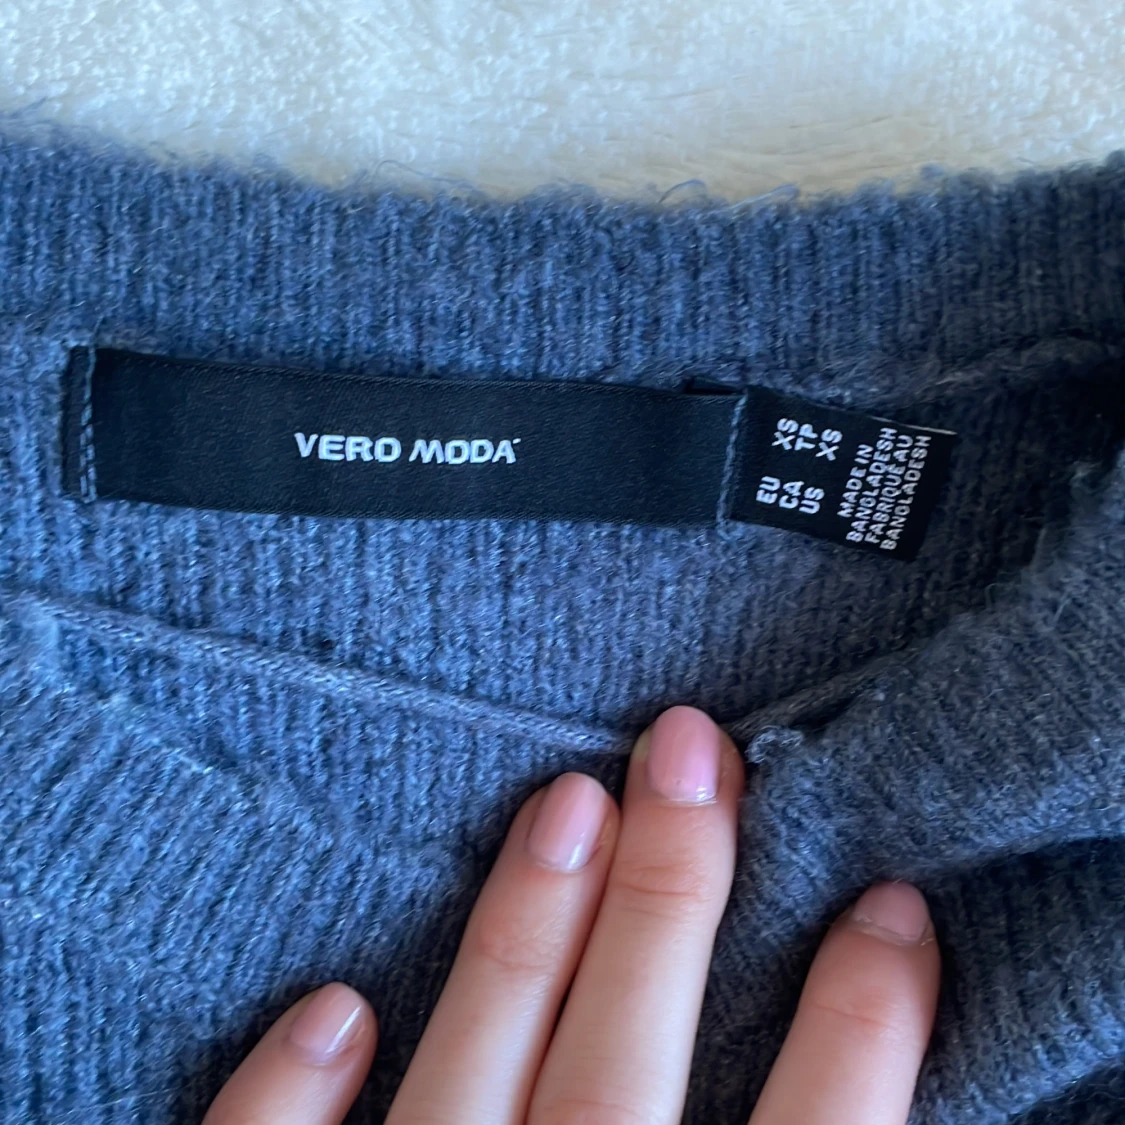 VERO MODA
EU XS
CA TP
US XS
MADE IN
BANGLADESH
FABRIQUÉ AU
BANGLADESH